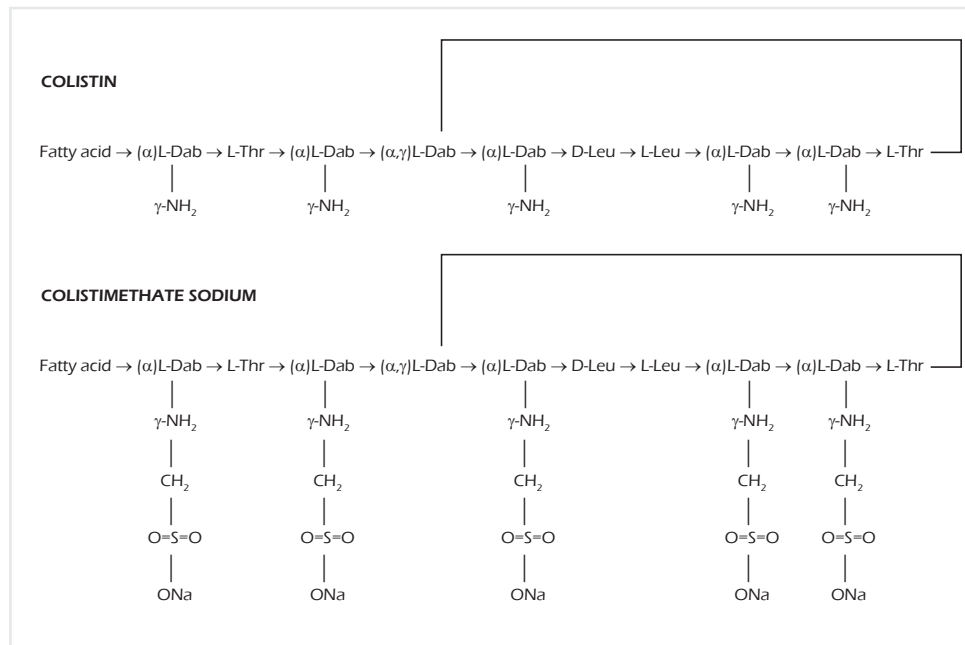 COLISTIN
Fatty acid → (α)L-Dab → L-Thr → (α)L-Dab → (α,γ)L-Dab → (α)L-Dab → D-Leu → L-Leu → (α)L-Dab → (α)L-Dab → L-Thr
γ-NH₂ γ-NH₂ γ-NH₂ γ-NH₂ γ-NH₂
COLISTIMETHATE SODIUM
Fatty acid → (α)L-Dab → L-Thr → (α)L-Dab → (α,γ)L-Dab → (α)L-Dab → D-Leu → L-Leu → (α)L-Dab → (α)L-Dab → L-Thr
γ-NH₂ γ-NH₂ γ-NH₂ γ-NH₂ γ-NH₂
CH₂ CH₂ CH₂ CH₂ CH₂
O=S=O O=S=O O=S=O O=S=O O=S=O
ONa ONa ONa ONa ONa